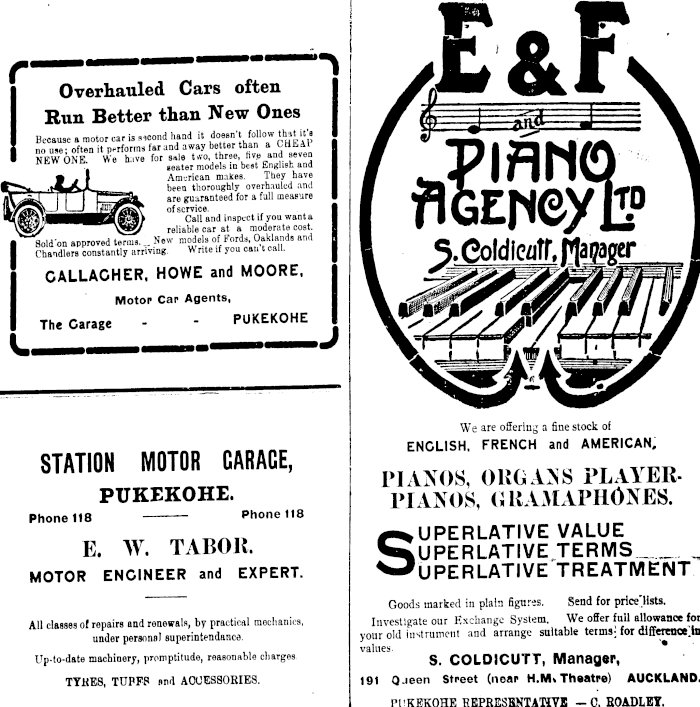 Overhauled Cars often
Run Better than New Ones
Because a motor car is second hand it doesn't follow that it's
no use; often it performs far and away better than a CHEAP
NEW ONE. We have for sale two, three, five and seven
seater models in best English and
American makes. They have
been thoroughly overhauled and
are guaranteed for a full measure
of service.
Call and inspect if you want a
reliable car at a moderate cost.
Sold on approved terms. New models of Fords, Oaklands and
Chandlers constantly arriving. Write if you can't call.
GALLAGHER, HOWE and MOORE,
Motor Car Agents,
The Garage - - PUKEKOHE
STATION MOTOR GARAGE,
PUKEKOHE.
Phone 118 Phone 118
E. W. TABOR.
MOTOR ENGINEER and EXPERT.
All classes of repairs and renewals, by practical mechanics,
under personal superintendance.
Up-to-date machinery, promptitude, reasonable charges.
TYRES, TUBES and ACCESSORIES.
E & F
and
PIANO
AGENCY LTD
S. Coldicutt, Manager
We are offering a fine stock of
ENGLISH, FRENCH and AMERICAN,
PIANOS, ORGANS PLAYER-
PIANOS, GRAMAPHONES.
SUPERLATIVE VALUE
SUPERLATIVE TERMS
SUPERLATIVE TREATMENT
Goods marked in plain figures. Send for price lists.
Investigate our Exchange System. We offer full allowance for
your old instrument and arrange suitable terms for difference in
values.
S. COLDICUTT, Manager,
191 Queen Street (near H.M. Theatre) AUCKLAND.
PUKEKOHE REPRESENTATIVE — C. ROADLEY.